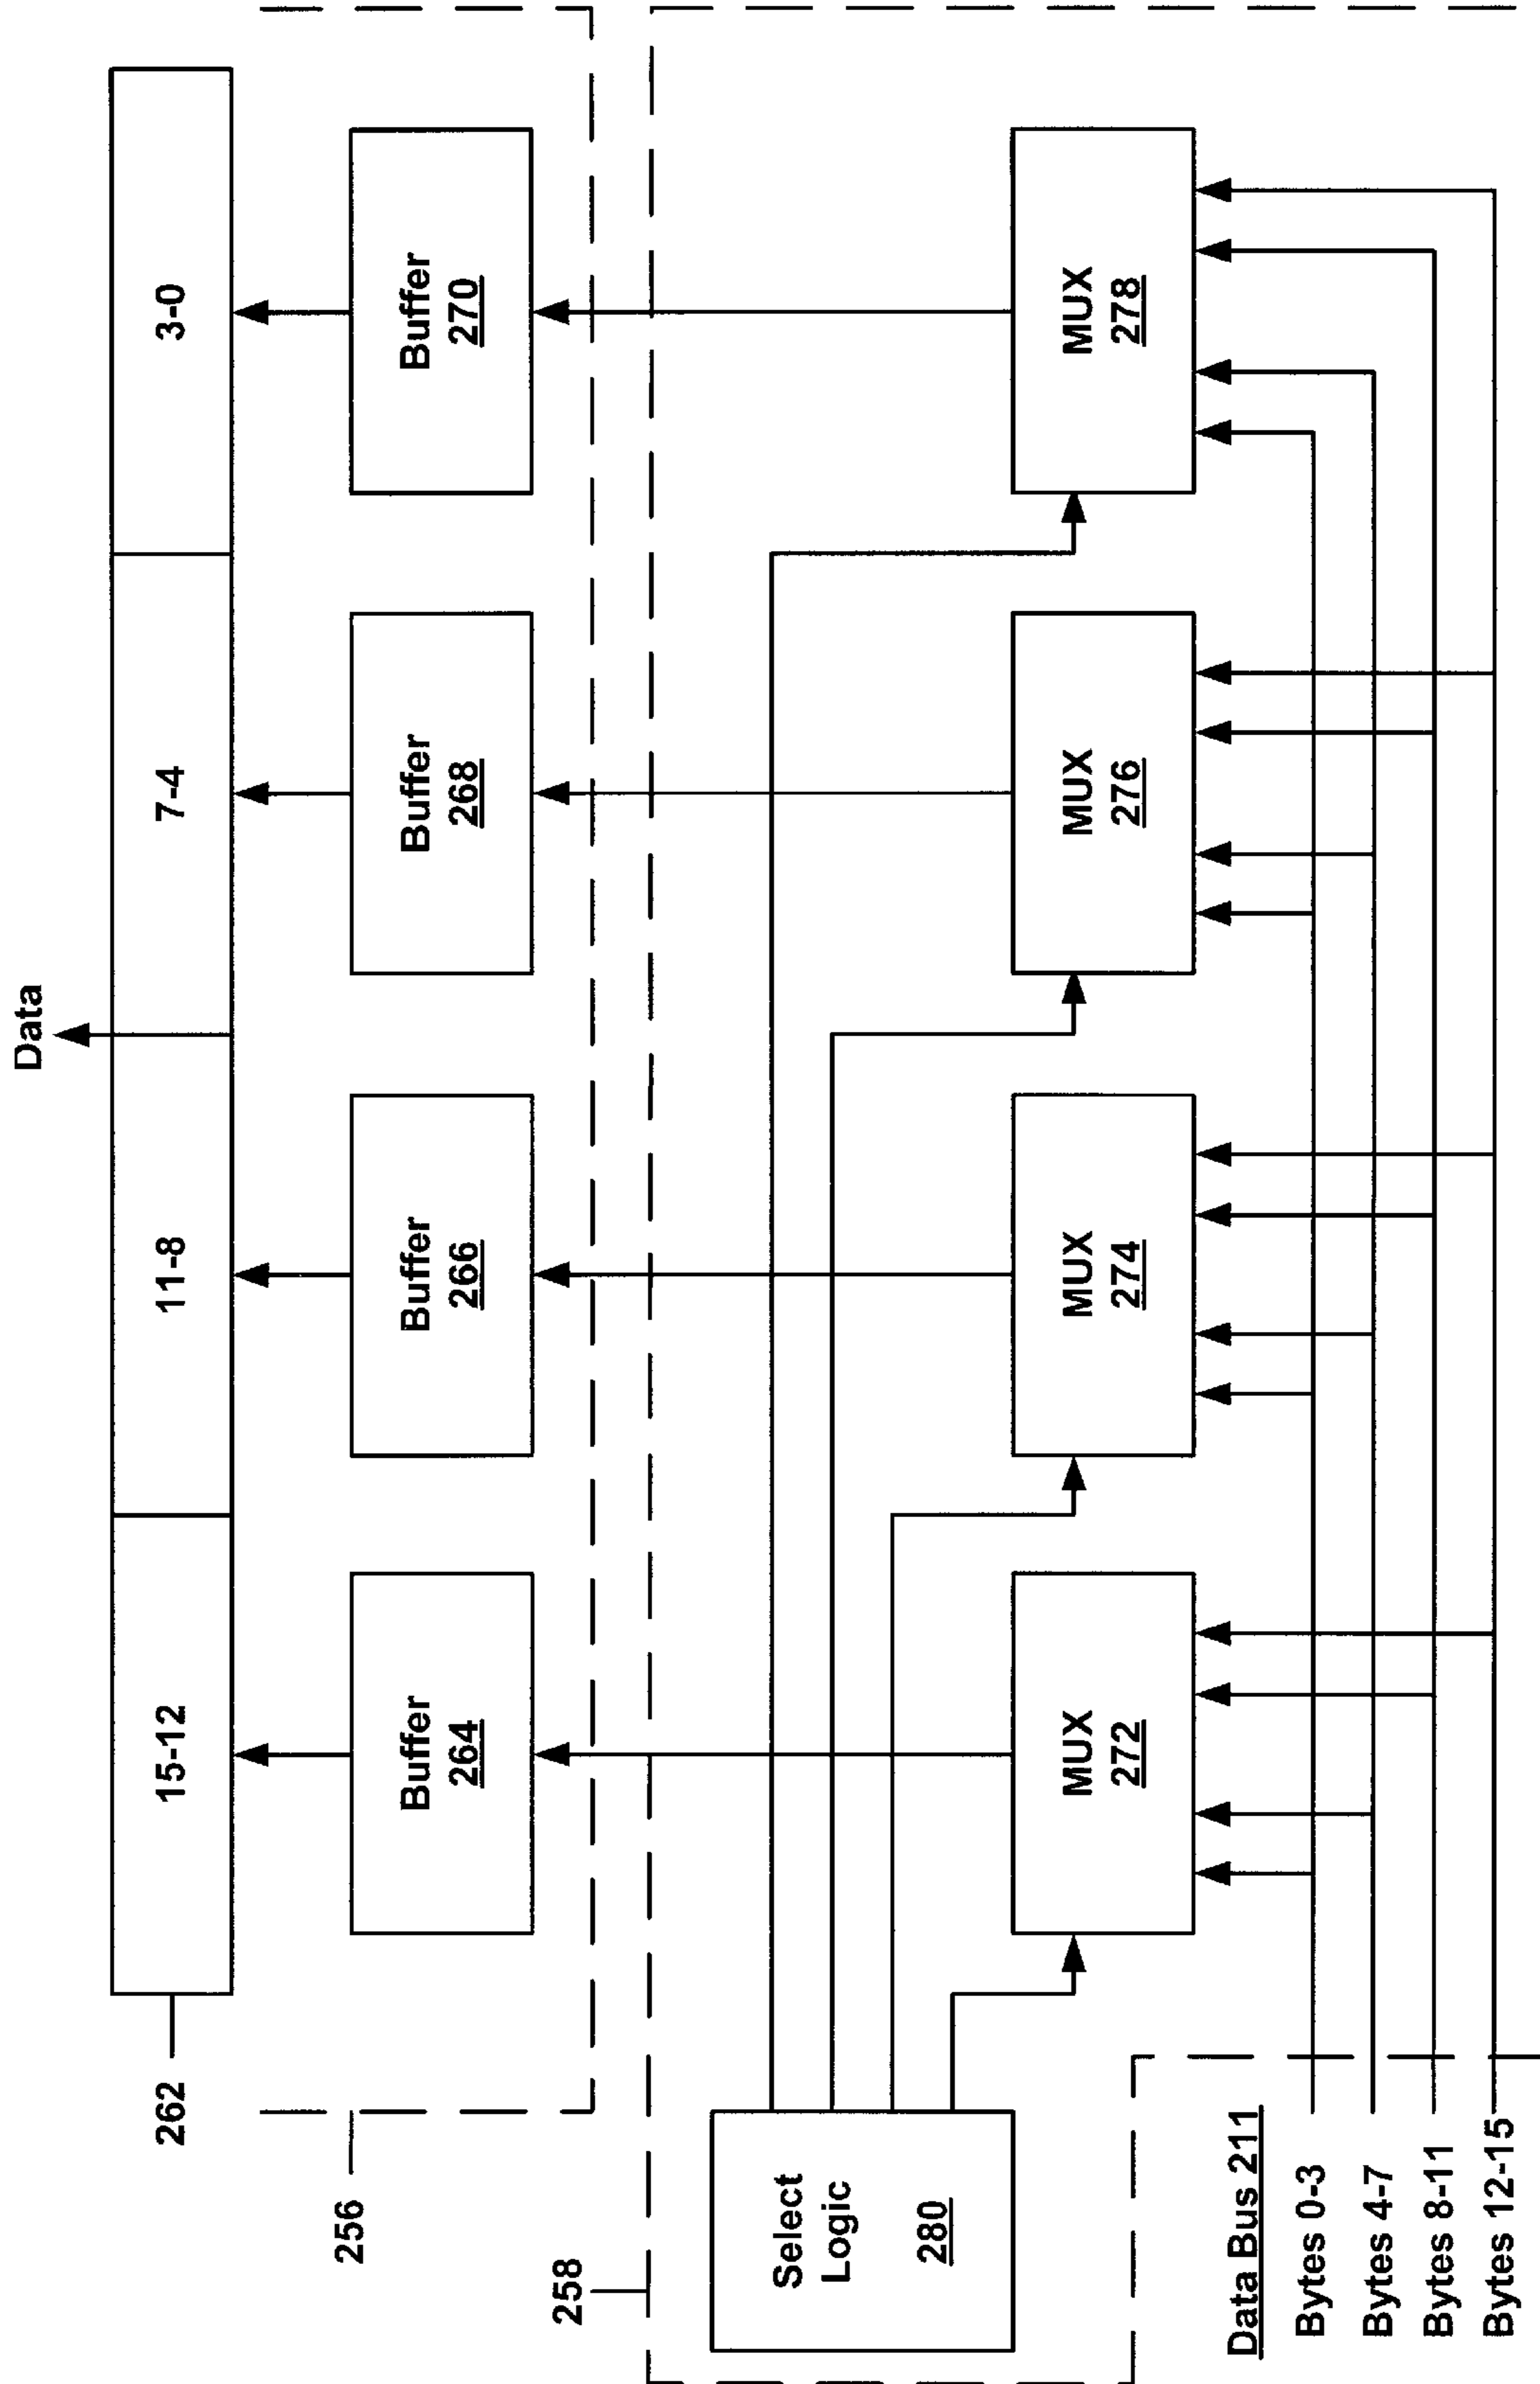 Data
262
15-12
11-8
7-4
3-0
256
Buffer
264
Buffer
266
Buffer
268
Buffer
270
258
Select
Logic
280
MUX
272
MUX
274
MUX
276
MUX
278
Data Bus 211
Bytes 0-3
Bytes 4-7
Bytes 8-11
Bytes 12-15